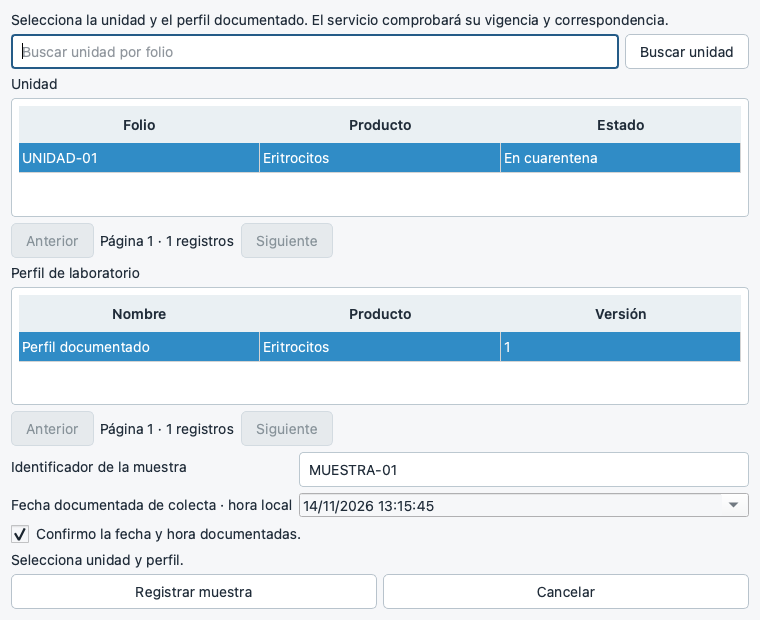 Selecciona la unidad y el perfil documentado. El servicio comprobará su vigencia y correspondencia.
Buscar unidad por folio
Buscar unidad
Unidad
Folio Producto Estado
UNIDAD-01 Eritrocitos En cuarentena
Anterior Página 1 · 1 registros Siguiente
Perfil de laboratorio
Nombre Producto Versión
Perfil documentado Eritrocitos 1
Anterior Página 1 · 1 registros Siguiente
Identificador de la muestra MUESTRA-01
Fecha documentada de colecta · hora local 14/11/2026 13:15:45
Confirmo la fecha y hora documentadas.
Selecciona unidad y perfil.
Registrar muestra Cancelar